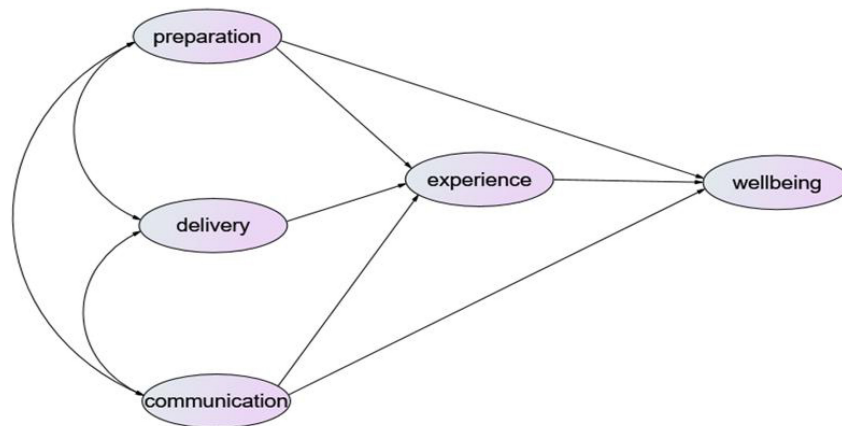 preparation
experience
wellbeing
delivery
communication